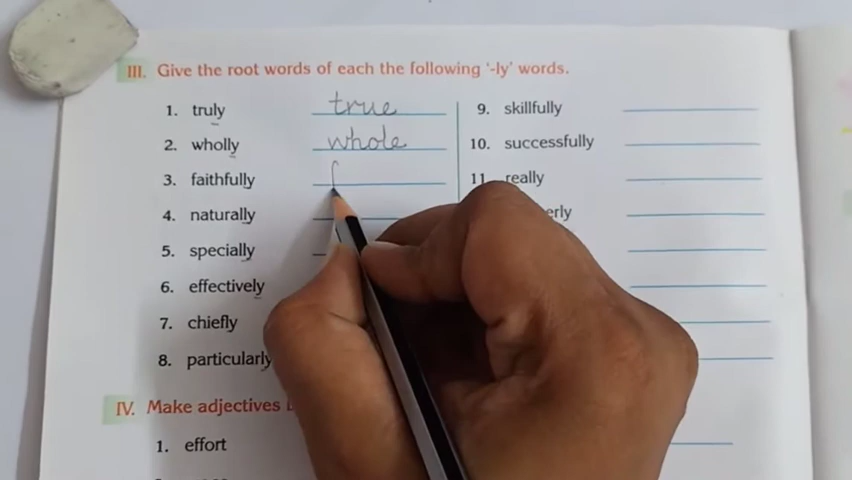 III. Give the root words of each the following '-ly' words.
1. truly true
2. wholly whole
3. faithfully f
4. naturally
5. specially
6. effectively
7. chiefly
8. particularly
9. skillfully
10. successfully
11. really
erly
IV. Make adjectives
1. effort